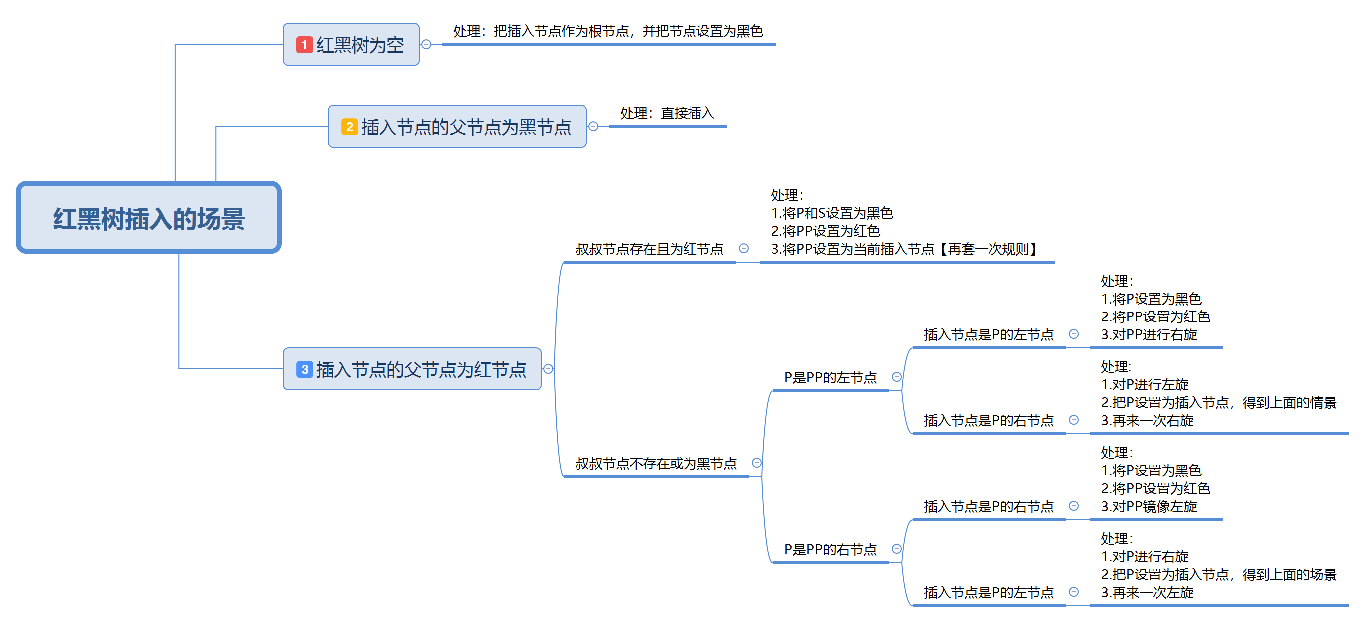 1 红黑树为空
处理：把插入节点作为根节点，并把节点设置为黑色
2 插入节点的父节点为黑节点
处理：直接插入
红黑树插入的场景
3 插入节点的父节点为红节点
叔叔节点存在且为红节点
处理：
1.将P和S设置为黑色
2.将PP设置为红色
3.将PP设置为当前插入节点【再套一次规则】
叔叔节点不存在或为黑节点
P是PP的左节点
插入节点是P的左节点
处理：
1.将P设置为黑色
2.将PP设置为红色
3.对PP进行右旋
插入节点是P的右节点
处理：
1.对P进行左旋
2.把P设置为插入节点，得到上面的情景
3.再来一次右旋
P是PP的右节点
插入节点是P的右节点
处理：
1.将P设置为黑色
2.将PP设置为红色
3.对PP镜像左旋
插入节点是P的左节点
处理：
1.对P进行右旋
2.把P设置为插入节点，得到上面的场景
3.再来一次左旋